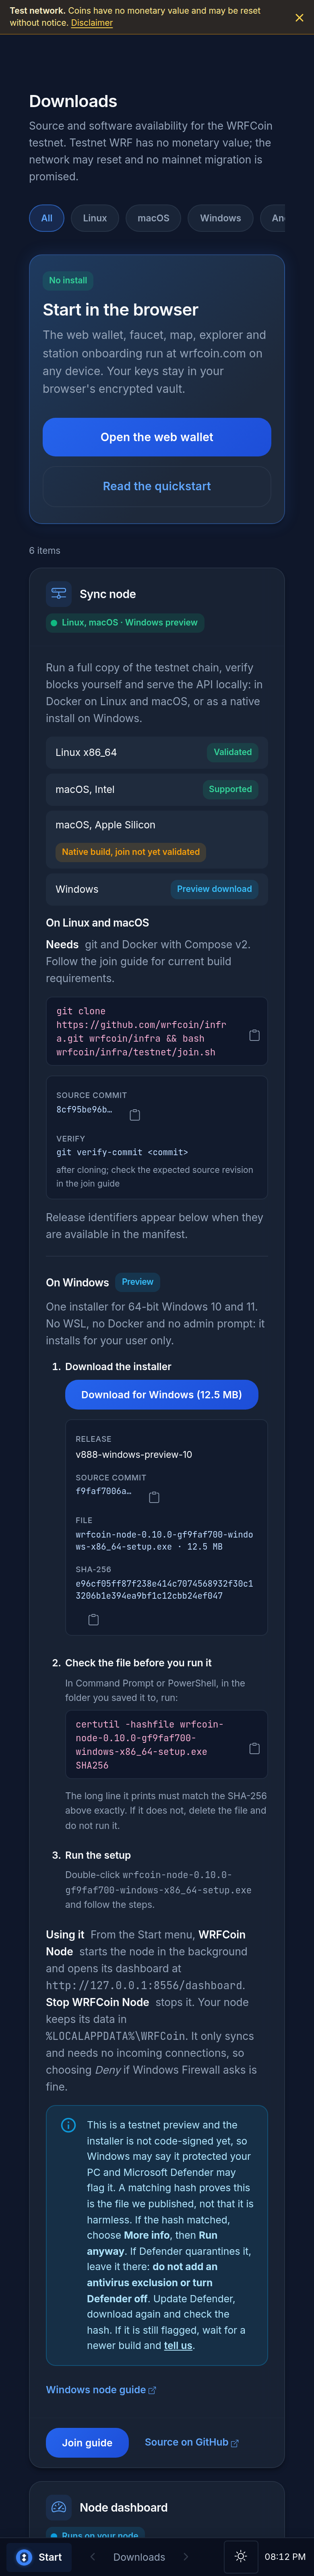 Test network. Coins have no monetary value and may be reset
without notice. Disclaimer
Downloads
Source and software availability for the WRFCoin
testnet. Testnet WRF has no monetary value; the
network may reset and no mainnet migration is
promised.
All
Linux
macOS
Windows
No install
Start in the browser
The web wallet, faucet, map, explorer and
station onboarding run at wrfcoin.com on
any device. Your keys stay in your
browser's encrypted vault.
Open the web wallet
Read the quickstart
6 items
Sync node
Linux, macOS · Windows preview
Run a full copy of the testnet chain, verify
blocks yourself and serve the API locally: in
Docker on Linux and macOS, or as a native
install on Windows.
Linux x86_64
Validated
macOS, Intel
Supported
macOS, Apple Silicon
Native build, join not yet validated
Windows
Preview download
On Linux and macOS
Needs git and Docker with Compose v2.
Follow the join guide for current build
requirements.
git clone
https://github.com/wrfcoin/infr
a.git wrfcoin/infra && bash
wrfcoin/infra/testnet/join.sh
SOURCE COMMIT
8cf95be96b…
VERIFY
git verify-commit <commit>
after cloning; check the expected source revision
in the join guide
Release identifiers appear below when they
are available in the manifest.
On Windows
Preview
One installer for 64-bit Windows 10 and 11.
No WSL, no Docker and no admin prompt: it
installs for your user only.
1. Download the installer
Download for Windows (12.5 MB)
RELEASE
v888-windows-preview-10
SOURCE COMMIT
f9faf7006a…
FILE
wrfcoin-node-0.10.0-gf9faf700-windo
ws-x86_64-setup.exe · 12.5 MB
SHA-256
e96cf05ff87f238e414c7074568932f30c1
3206b1e394ea9bf1c12cbb24ef047
2. Check the file before you run it
In Command Prompt or PowerShell, in the
folder you saved it to, run:
certutil -hashfile wrfcoin-
node-0.10.0-gf9faf700-
windows-x86_64-setup.exe
SHA256
The long line it prints must match the SHA-256
above exactly. If it does not, delete the file and
do not run it.
3. Run the setup
Double-click wrfcoin-node-0.10.0-
gf9faf700-windows-x86_64-setup.exe
and follow the steps.
Using it From the Start menu, WRFCoin
Node starts the node in the background
and opens its dashboard at
http://127.0.0.1:8556/dashboard.
Stop WRFCoin Node stops it. Your node
keeps its data in
%LOCALAPPDATA%\WRFCoin. It only syncs
and needs no incoming connections, so
choosing Deny if Windows Firewall asks is
fine.
This is a testnet preview and the
installer is not code-signed yet, so
Windows may say it protected your
PC and Microsoft Defender may
flag it. A matching hash proves this
is the file we published, not that it is
harmless. If the hash matched,
choose More info, then Run
anyway. If Defender quarantines it,
leave it there: do not add an
antivirus exclusion or turn
Defender off. Update Defender,
download again and check the
hash. If it is still flagged, wait for a
newer build and tell us.
Windows node guide
Join guide
Source on GitHub
Node dashboard
Runs on your node
Start
Downloads
08:12 PM